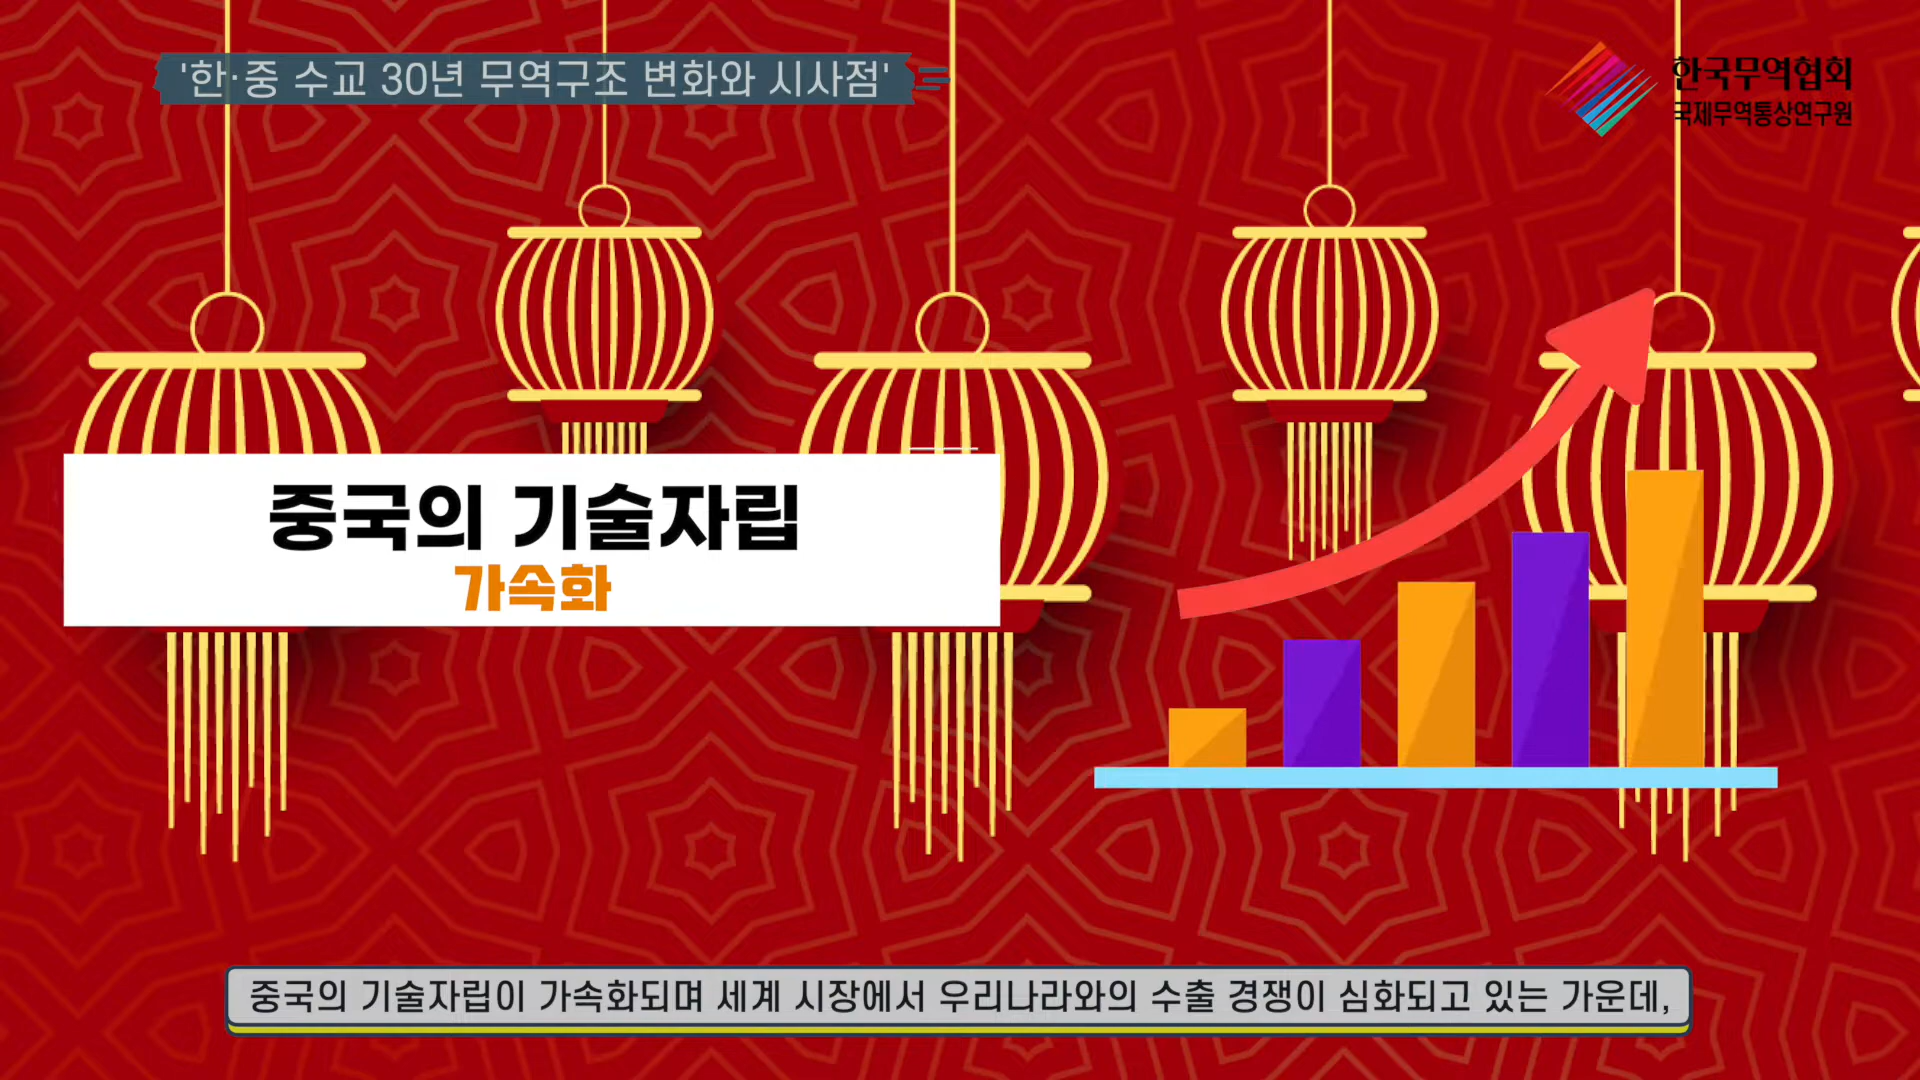 '한·중 수교 30년 무역구조 변화와 시사점'
한국무역협회
국제무역통상연구원
중국의 기술자립
가속화
중국의 기술자립이 가속화되며 세계 시장에서 우리나라와의 수출 경쟁이 심화되고 있는 가운데,